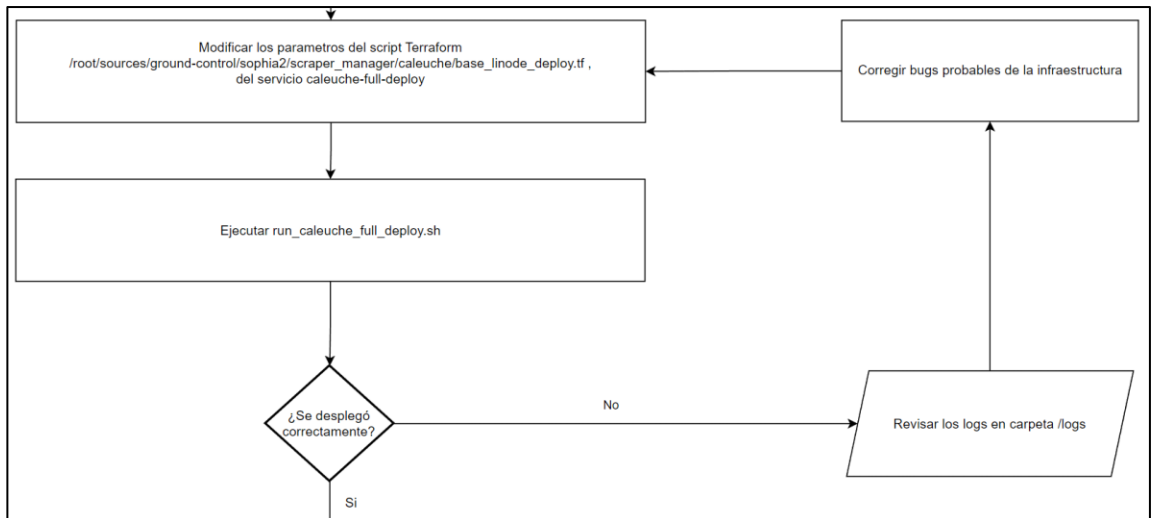 Modificar los parametros del script Terraform
/root/sources/ground-control/sophia2/scraper_manager/caleuche/base_linode_deploy.tf ,
del servicio caleuche-full-deploy
Corregir bugs probables de la infraestructura
Ejecutar run_caleuche_full_deploy.sh
¿Se desplegó
correctamente?
No
Revisar los logs en carpeta /logs
Si